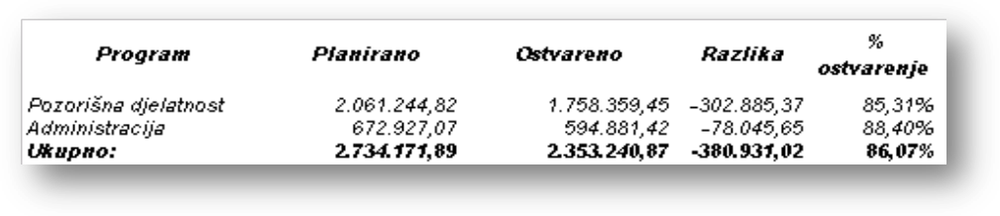 Program Planirano Ostvareno Razlika % ostvarenje
Pozorišna djelatnost 2.061.244,82 1.758.359,45 -302.885,37 85,31%
Administracija 672.927,07 594.881,42 -78.045,65 88,40%
Ukupno: 2.734.171,89 2.353.240,87 -380.931,02 86,07%